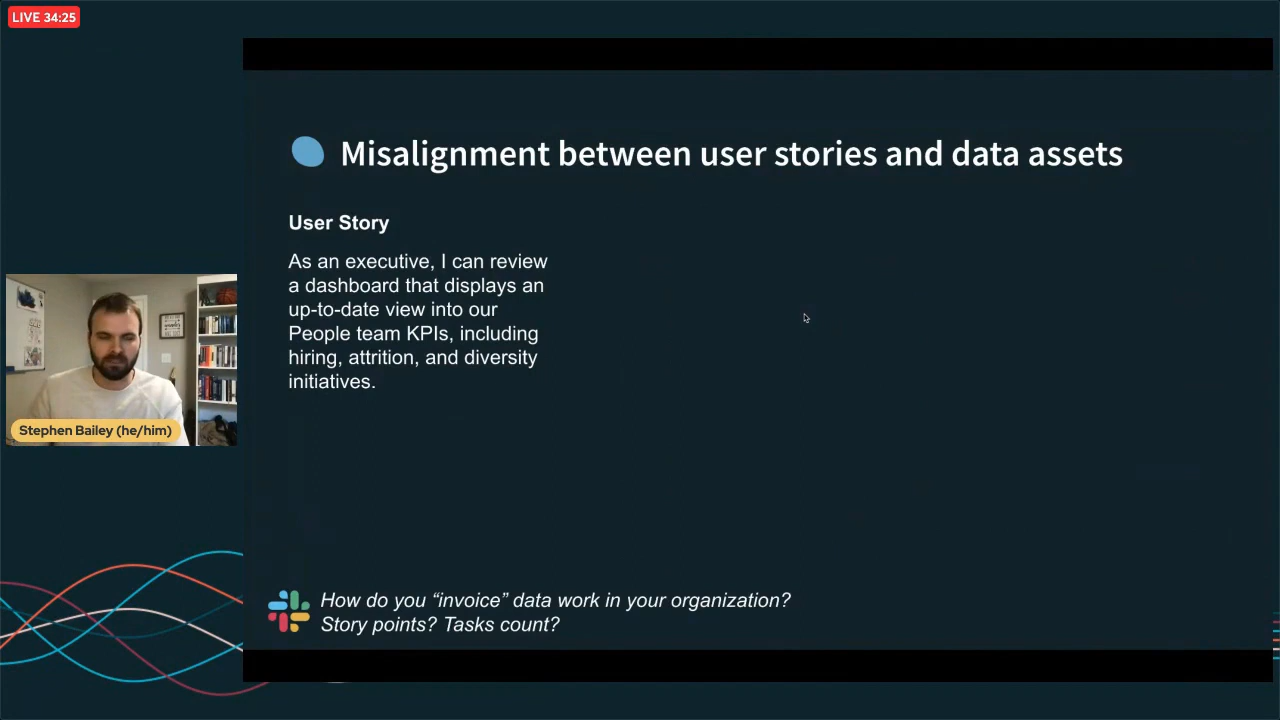 LIVE 34:25
Misalignment between user stories and data assets
User Story
As an executive, I can review
a dashboard that displays an
up-to-date view into our
People team KPIs, including
hiring, attrition, and diversity
initiatives.
Stephen Bailey (he/him)
How do you “invoice” data work in your organization?
Story points? Tasks count?